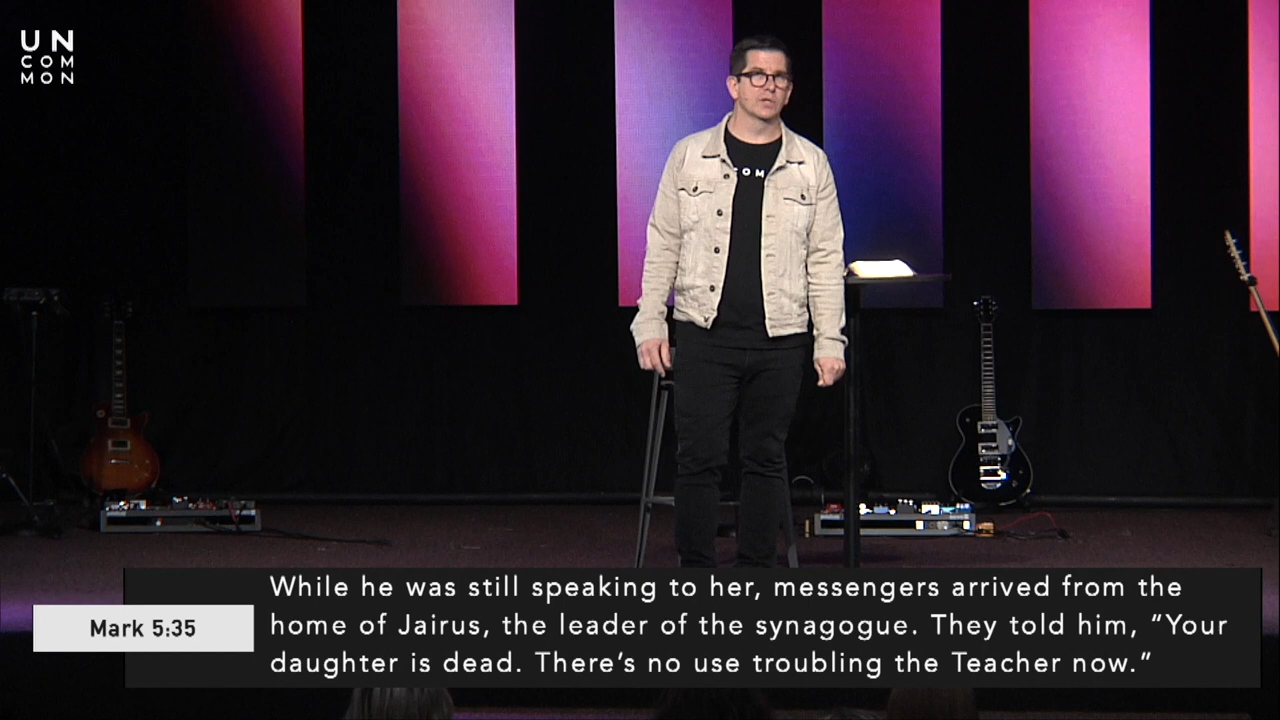 UN
COM
MON
OM
Mark 5:35
While he was still speaking to her, messengers arrived from the
home of Jairus, the leader of the synagogue. They told him, “Your
daughter is dead. There’s no use troubling the Teacher now.”